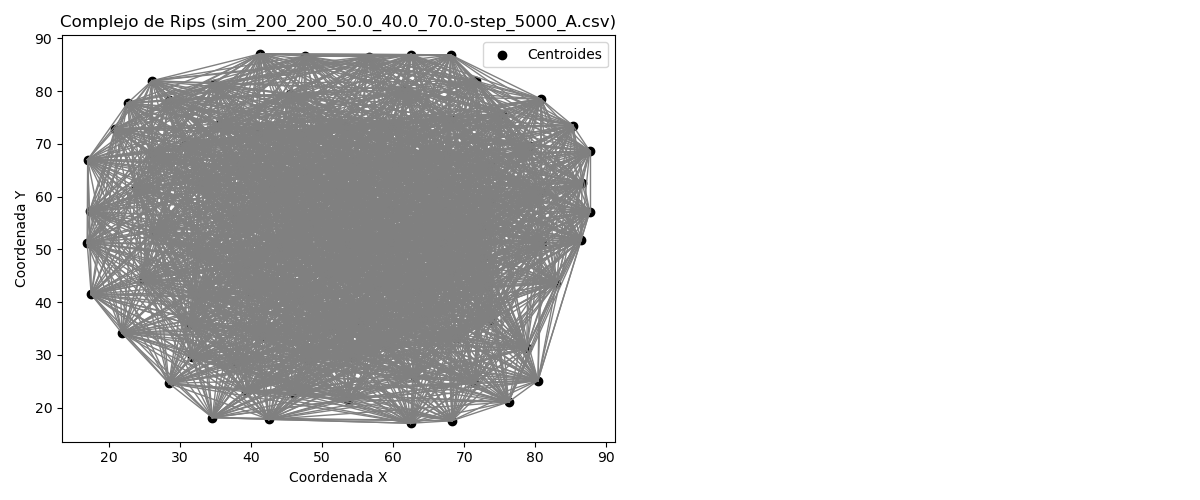 Complejo de Rips (sim_200_200_50.0_40.0_70.0-step_5000_A.csv)
Centroides
90
80
70
60
50
40
30
20
Coordenada Y
20 30 40 50 60 70 80 90
Coordenada X